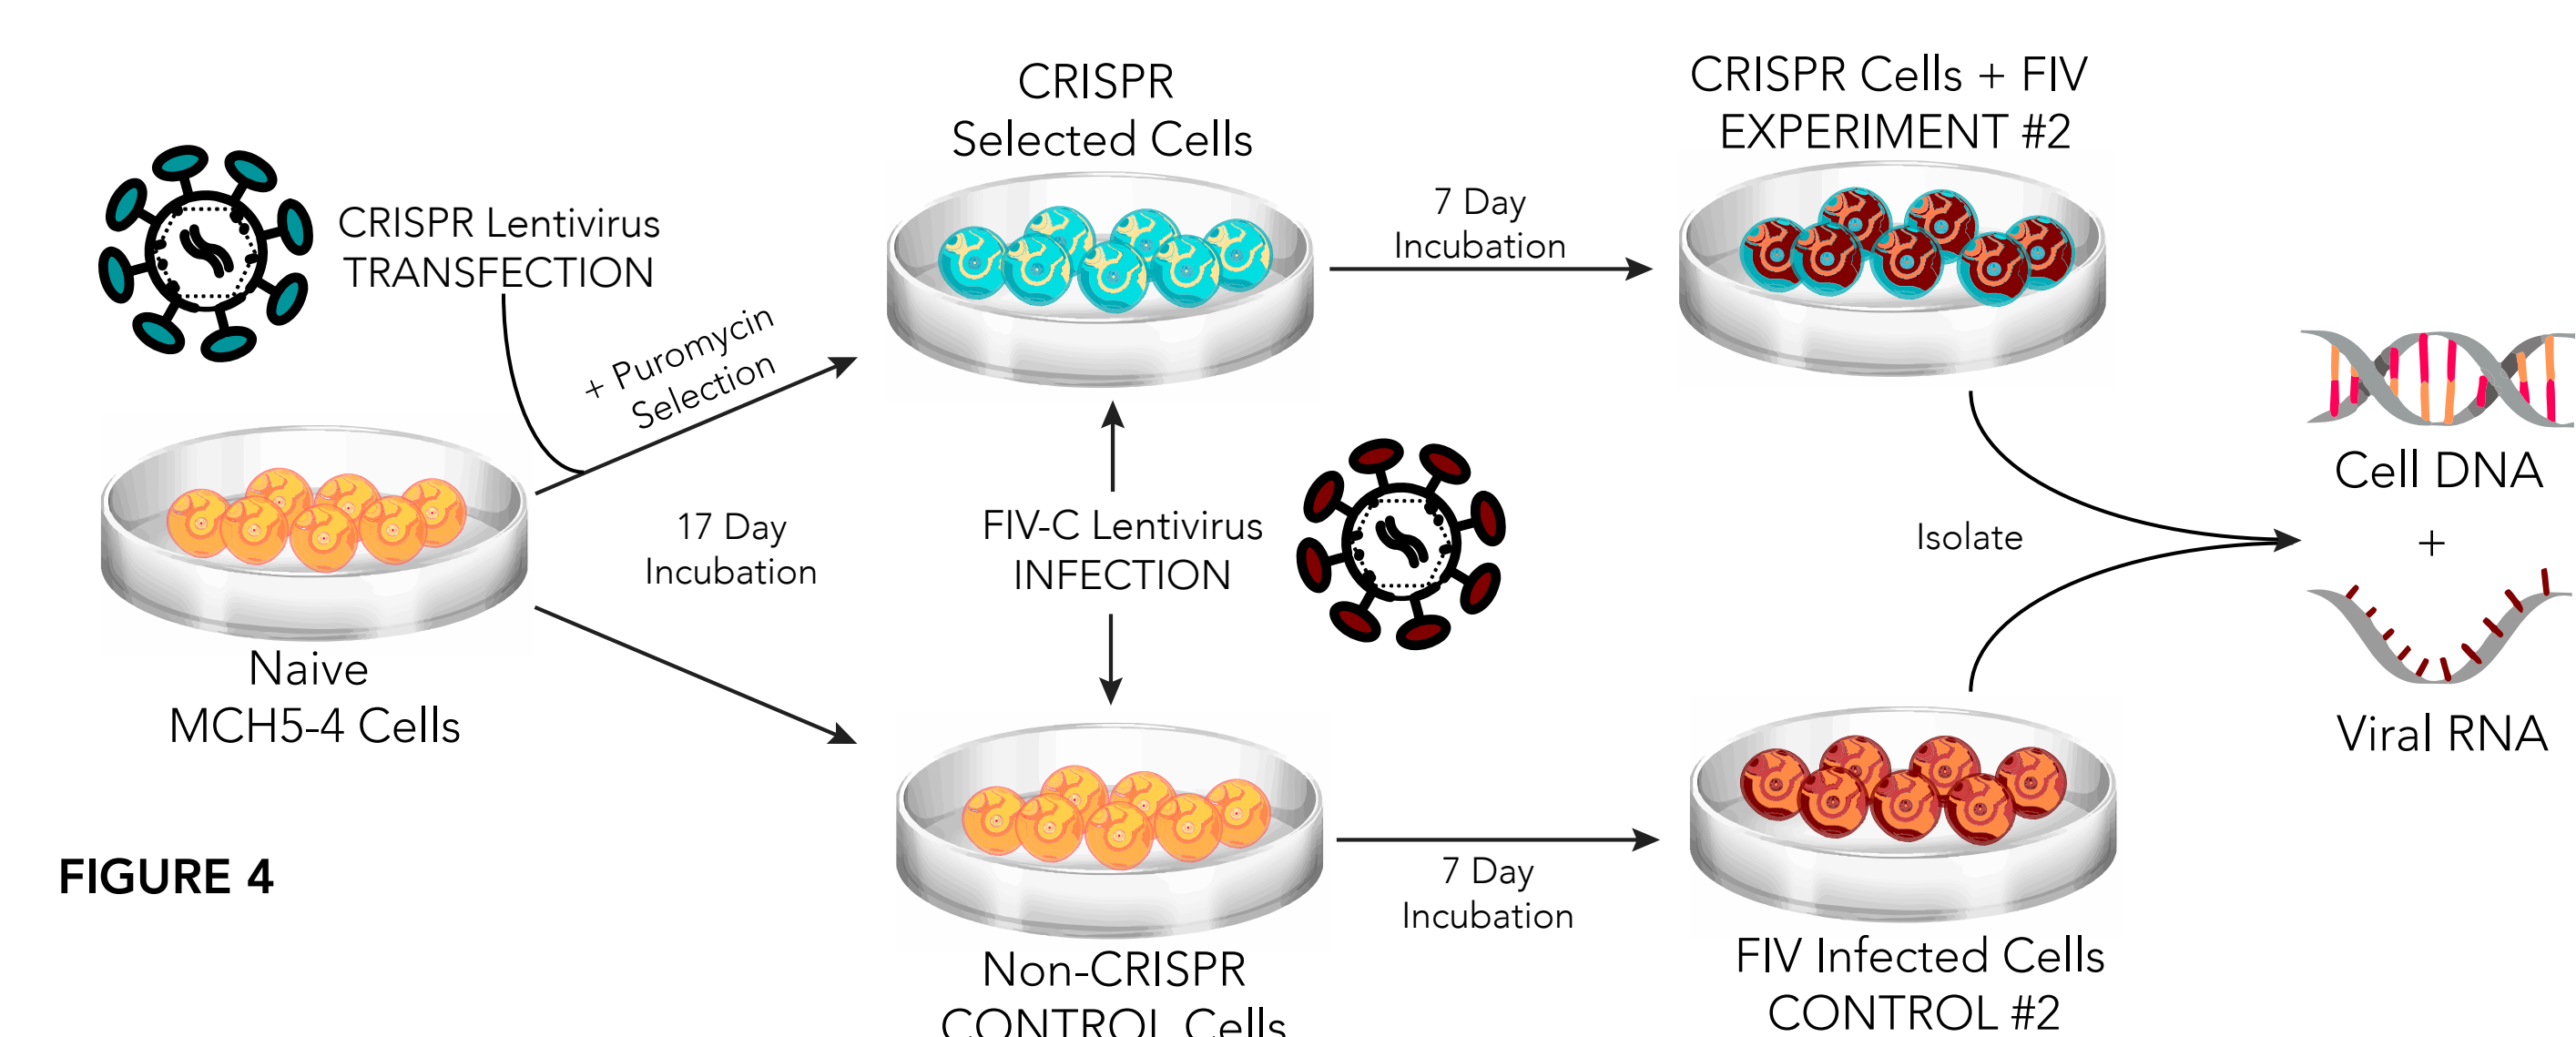 CRISPR Lentivirus
TRANSFECTION
+ Puromycin
Selection
Naive
MCH5-4 Cells
17 Day
Incubation
CRISPR
Selected Cells
FIV-C Lentivirus
INFECTION
Non-CRISPR
CONTROL Cells
7 Day
Incubation
7 Day
Incubation
CRISPR Cells + FIV
EXPERIMENT #2
FIV Infected Cells
CONTROL #2
Isolate
Cell DNA
+
Viral RNA
FIGURE 4